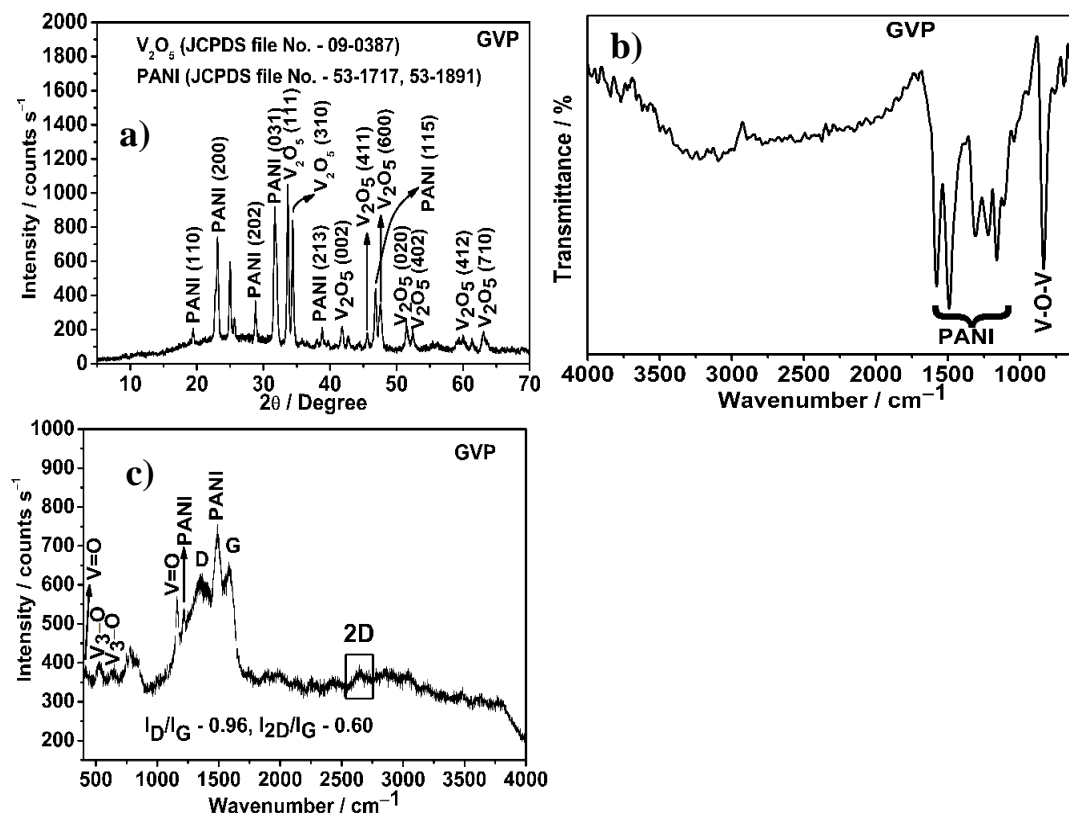 a)
V2O5 (JCPDS file No. - 09-0387)
GVP
PANI (JCPDS file No. - 53-1717, 53-1891)
PANI (110)
PANI (200)
PANI (202)
PANI (031)
V2O5 (111)
V2O5 (310)
PANI (213)
V2O5 (002)
V2O5 (411)
V2O5 (600)
PANI (115)
V2O5 (020)
V2O5 (402)
V2O5 (412)
V2O5 (710)
Intensity / counts s−1
2000
1800
1600
1400
1200
1000
800
600
400
200
0
10 20 30 40 50 60 70
2θ / Degree
b)
GVP
Transmittance / %
PANI
V-O-V
4000 3500 3000 2500 2000 1500 1000
Wavenumber / cm−1
c)
GVP
V=O
V3–O
V3–O
V=O
PANI
D
PANI
G
2D
ID/IG - 0.96, I2D/IG - 0.60
Intensity / counts s−1
1000
900
800
700
600
500
400
300
200
500 1000 1500 2000 2500 3000 3500 4000
Wavenumber / cm−1